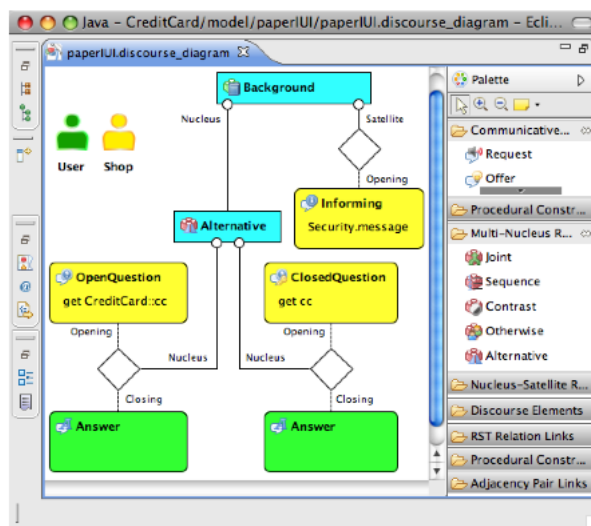 Java – CreditCard/model/paperIUI/paperIUI.discourse_diagram – Ecli
paperIUI.discourse_diagram
Background
Nucleus
Satellite
User
Shop
Opening
Informing
Security.message
Alternative
OpenQuestion
get CreditCard::cc
ClosedQuestion
get cc
Opening
Opening
Nucleus
Nucleus
Closing
Closing
Answer
Answer
Palette
Communicative...
Request
Offer
Procedural Constr...
Multi-Nucleus R...
Joint
Sequence
Contrast
Otherwise
Alternative
Nucleus-Satellite R...
Discourse Elements
RST Relation Links
Procedural Constr...
Adjacency Pair Links